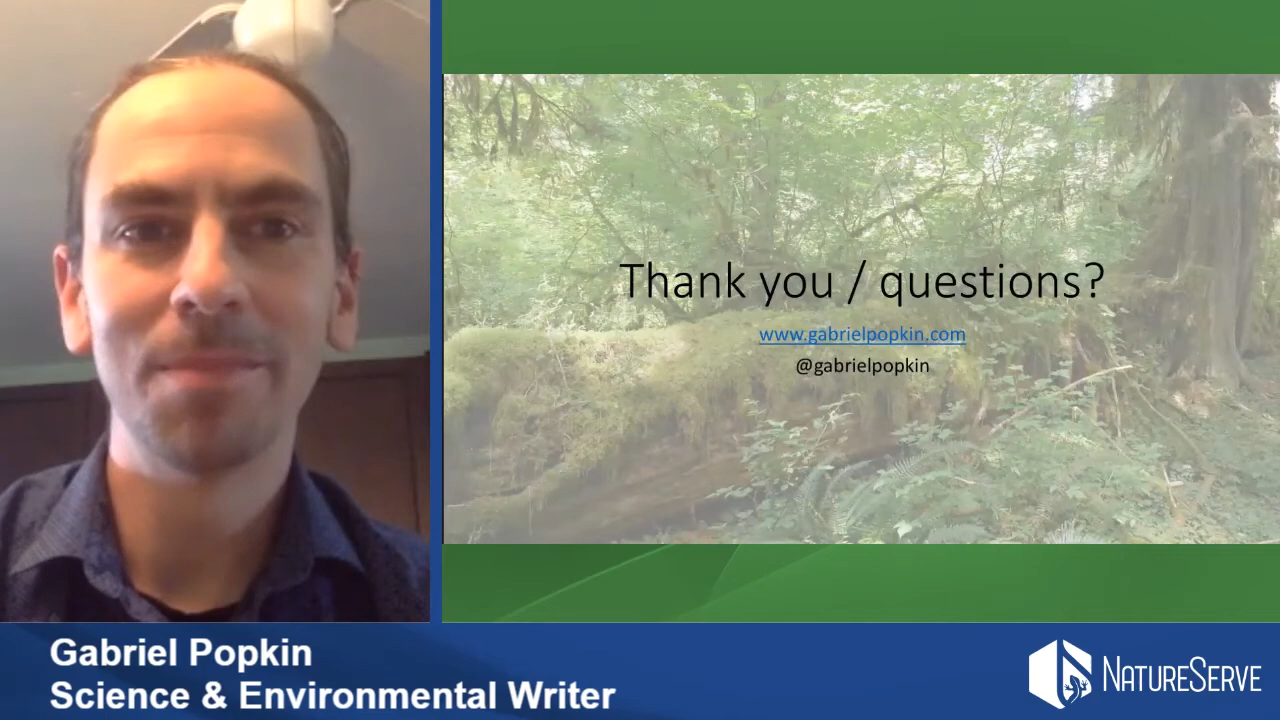 Thank you / questions?
www.gabrielpopkin.com
@gabrielpopkin
Gabriel Popkin
Science & Environmental Writer
NATURESERVE